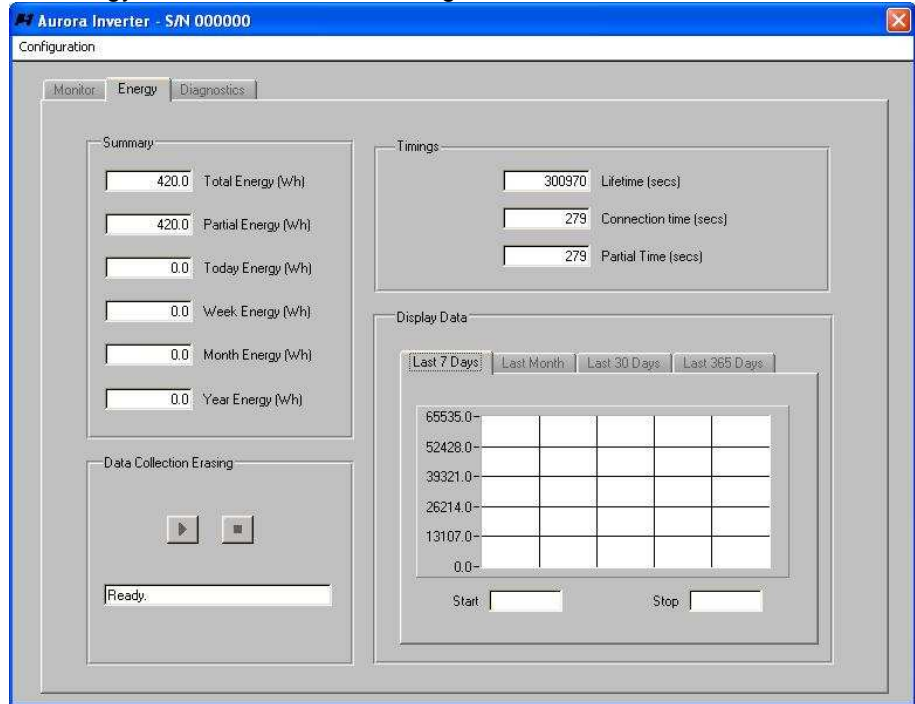 Aurora Inverter - S/N 000000
Configuration
Monitor Energy Diagnostics
Summary
420.0 Total Energy (Wh)
420.0 Partial Energy (Wh)
0.0 Today Energy (Wh)
0.0 Week Energy (Wh)
0.0 Month Energy (Wh)
0.0 Year Energy (Wh)
Data Collection Erasing
Ready.
Timings
300970 Lifetime (secs)
279 Connection time (secs)
279 Partial Time (secs)
Display Data
Last 7 Days Last Month Last 30 Days Last 365 Days
65535.0
52428.0
39321.0
26214.0
13107.0
0.0
Start Stop